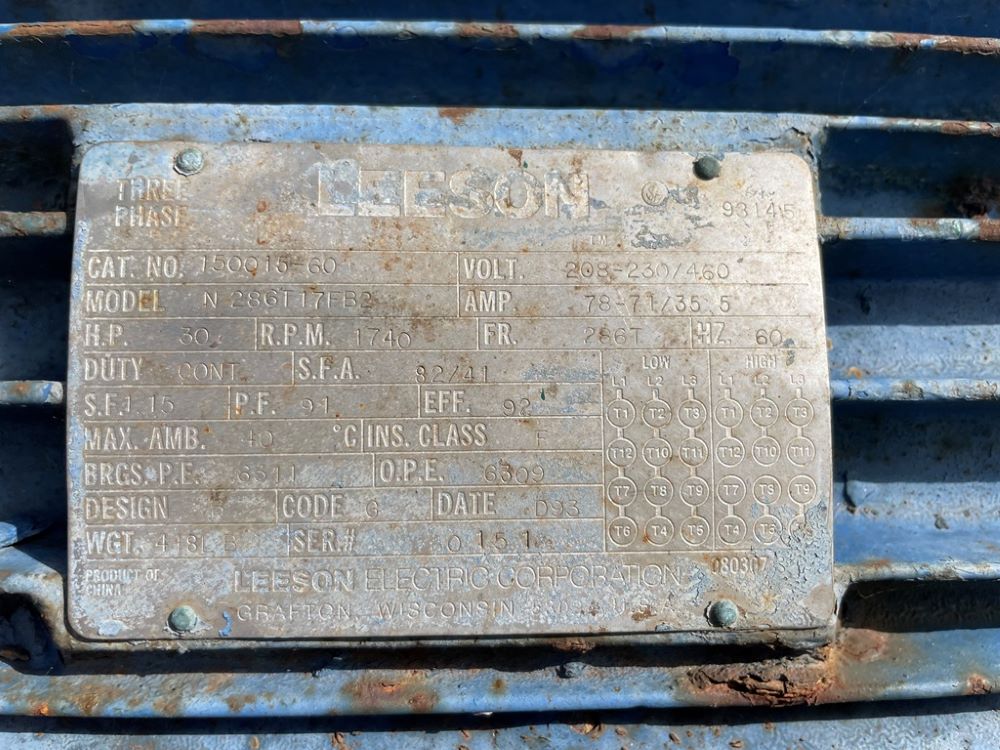 THREE PHASE
LEESON
TM
931415
CAT. NO. 150015-60 VOLT. 208-230/460
MODEL N 286T17FB2 AMP. 78-71/35.5
H.P. 30 R.P.M. 1740 FR. 286T HZ. 60
DUTY CONT S.F.A. 82/41
S.F. 1.15 P.F. 91 EFF. 92
MAX. AMB. 40 °C INS. CLASS F
BRGS. P.E. 6311 O.P.E. 6309
DESIGN CODE G DATE D93
WGT. 418LB SER.# 0 151
LOW HIGH
L1 L2 L3 L1 L2 L3
T1 T2 T3 T1 T2 T3
T12 T10 T11 T12 T10 T11
T7 T8 T9 T7 T8 T9
T6 T4 T5 T4 T5
080307
PRODUCT OF CHINA
LEESON ELECTRIC CORPORATION
GRAFTON, WISCONSIN U.S.A.